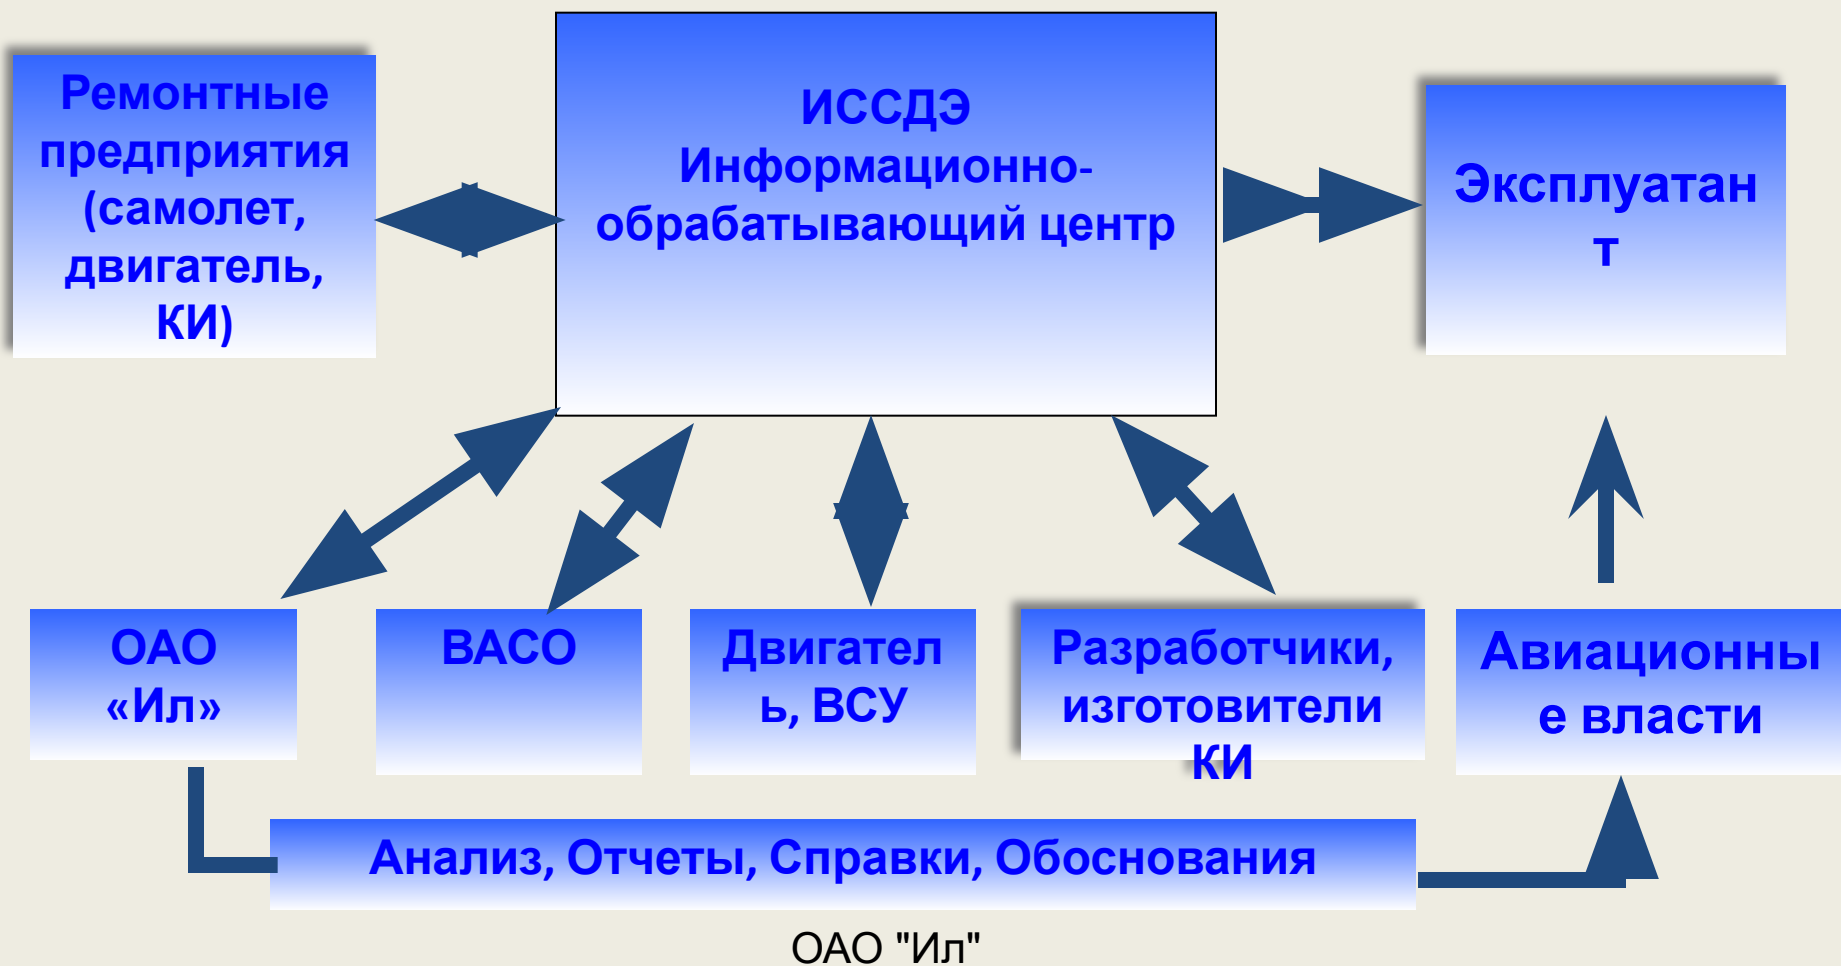 Ремонтные
предприятия
(самолет,
двигатель,
КИ)
ИССДЭ
Информационно-
обрабатывающий центр
Эксплуатан
т
ОАО
«Ил»
ВАСО
Двигател
ь, ВСУ
Разработчики,
изготовители
КИ
Авиационны
е власти
Анализ, Отчеты, Справки, Обоснования
ОАО "Ил"